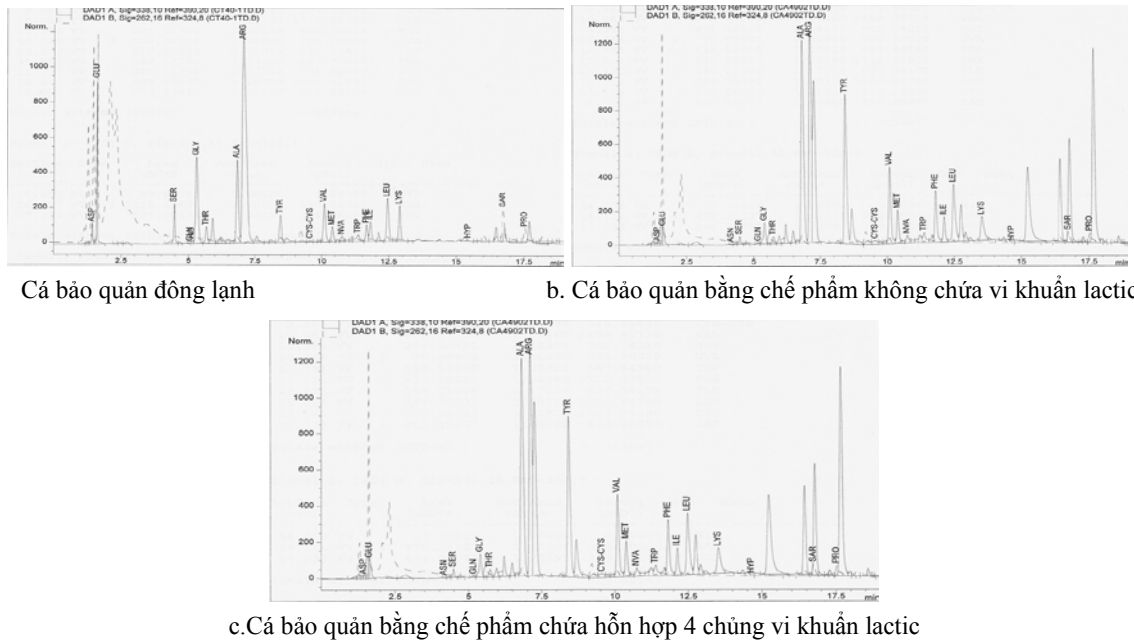 DAD1 A, Sig=338,10 Ref=390,20 (CT40-1TD.D)
DAD1 B, Sig=262,16 Ref=324,8 (CT40-1TD.D)
Norm.
1000
800
600
400
200
0
2.5
5
7.5
10
12.5
15
17.5
min
ASP
GLU
SER
GLN
GLY
THR
ALA
ARG
TYR
CYS-CYS
VAL
MET
NVA
TRP
PHE
ILE
LEU
LYS
HYP
SAR
PRO
Cá bảo quản đông lạnh
DAD1 A, Sig=338,10 Ref=390,20 (CA4902TD.D)
DAD1 B, Sig=262,16 Ref=324,8 (CA4902TD.D)
Norm.
1200
1000
800
600
400
200
0
2.5
5
7.5
10
12.5
15
17.5
min
ASP
GLU
ASN
SER
GLN
GLY
THR
ALA
ARG
TYR
CYS-CYS
VAL
MET
NVA
TRP
PHE
ILE
LEU
LYS
HYP
SAR
PRO
b. Cá bảo quản bằng chế phẩm không chứa vi khuẩn lactic
DAD1 A, Sig=338,10 Ref=390,20 (CA4902TD.D)
DAD1 B, Sig=262,16 Ref=324,8 (CA4902TD.D)
Norm.
1200
1000
800
600
400
200
0
2.5
5
7.5
10
12.5
15
17.5
min
ASP
GLU
ASN
SER
GLN
GLY
THR
ALA
ARG
TYR
CYS-CYS
VAL
MET
NVA
TRP
PHE
ILE
LEU
LYS
HYP
SAR
PRO
c.Cá bảo quản bằng chế phẩm chứa hỗn hợp 4 chủng vi khuẩn lactic